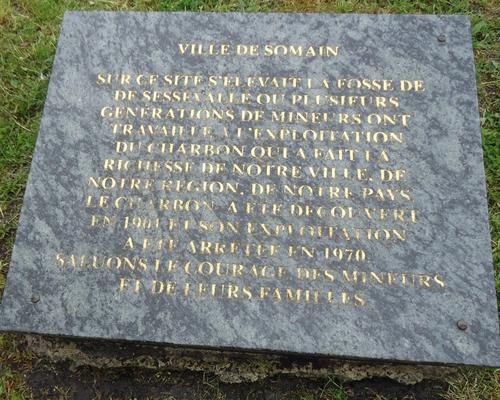 VILLE DE SOMAIN
SUR CE SITE S'ELEVAIT LA FOSSE DE
DE SESSEVALLE OU PLUSIEURS
GENERATIONS DE MINEURS ONT
TRAVAILLE A L'EXPLOITATION
DU CHARBON QUI A FAIT LA
RICHESSE DE NOTRE VILLE, DE
NOTRE REGION, DE NOTRE PAYS.
LE CHARBON A ETE DECOUVERT
EN 1901 ET SON EXPLOITATION
A ETE ARRETEE EN 1970.
SALUONS LE COURAGE DES MINEURS
ET DE LEURS FAMILLES